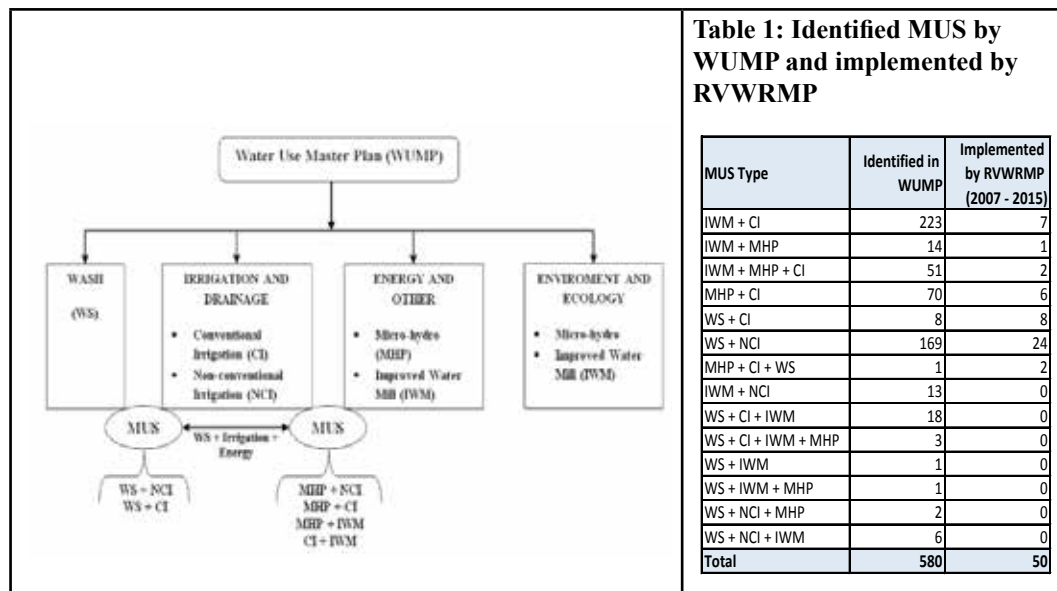 Water Use Master Plan (WUMP)
WASH
(WS)
IRRIGATION AND
DRAINAGE
• Conventional
Irrigation (CI)
• Non-conventional
Irrigation (NCI)
ENERGY AND
OTHER
• Micro-hydro
(MHP)
• Improved Water
Mill (IWM)
ENVIROMENT AND
ECOLOGY
• Micro-hydro
• Improved Water
Mill (IWM)
MUS
WS + Irrigation +
Energy
MUS
WS + NCI
WS + CI
MHP + NCI
MHP + CI
MHP + IWM
CI + IWM
Table 1: Identified MUS by
WUMP and implemented by
RVWRMP
MUS Type | Identified in WUMP | Implemented by RVWRMP (2007 - 2015)
IWM + CI 223 7
IWM + MHP 14 1
IWM + MHP + CI 51 2
MHP + CI 70 6
WS + CI 8 8
WS + NCI 169 24
MHP + CI + WS 1 2
IWM + NCI 13 0
WS + CI + IWM 18 0
WS + CI + IWM + MHP 3 0
WS + IWM 1 0
WS + IWM + MHP 1 0
WS + NCI + MHP 2 0
WS + NCI + IWM 6 0
Total 580 50